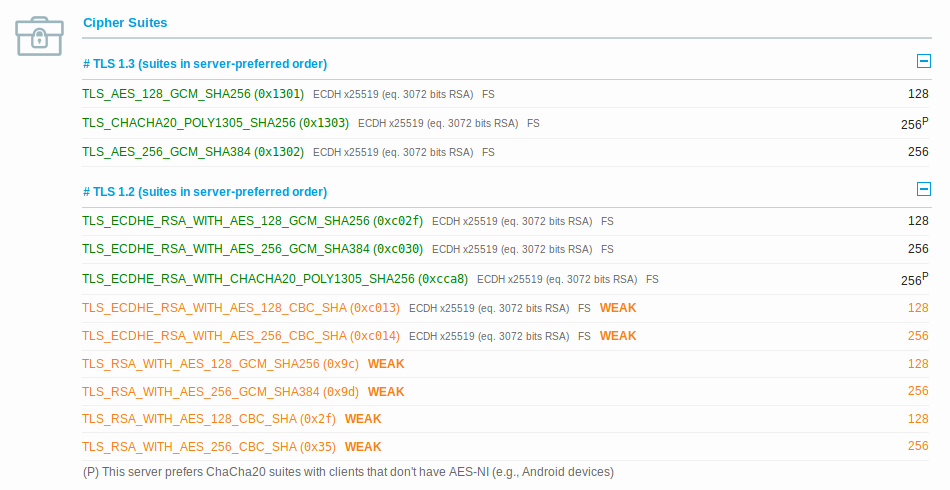 Cipher Suites
# TLS 1.3 (suites in server-preferred order)
TLS_AES_128_GCM_SHA256 (0x1301) ECDH x25519 (eq. 3072 bits RSA) FS 128
TLS_CHACHA20_POLY1305_SHA256 (0x1303) ECDH x25519 (eq. 3072 bits RSA) FS 256P
TLS_AES_256_GCM_SHA384 (0x1302) ECDH x25519 (eq. 3072 bits RSA) FS 256
# TLS 1.2 (suites in server-preferred order)
TLS_ECDHE_RSA_WITH_AES_128_GCM_SHA256 (0xc02f) ECDH x25519 (eq. 3072 bits RSA) FS 128
TLS_ECDHE_RSA_WITH_AES_256_GCM_SHA384 (0xc030) ECDH x25519 (eq. 3072 bits RSA) FS 256
TLS_ECDHE_RSA_WITH_CHACHA20_POLY1305_SHA256 (0xcca8) ECDH x25519 (eq. 3072 bits RSA) FS 256P
TLS_ECDHE_RSA_WITH_AES_128_CBC_SHA (0xc013) ECDH x25519 (eq. 3072 bits RSA) FS WEAK 128
TLS_ECDHE_RSA_WITH_AES_256_CBC_SHA (0xc014) ECDH x25519 (eq. 3072 bits RSA) FS WEAK 256
TLS_RSA_WITH_AES_128_GCM_SHA256 (0x9c) WEAK 128
TLS_RSA_WITH_AES_256_GCM_SHA384 (0x9d) WEAK 256
TLS_RSA_WITH_AES_128_CBC_SHA (0x2f) WEAK 128
TLS_RSA_WITH_AES_256_CBC_SHA (0x35) WEAK 256
(P) This server prefers ChaCha20 suites with clients that don't have AES-NI (e.g., Android devices)